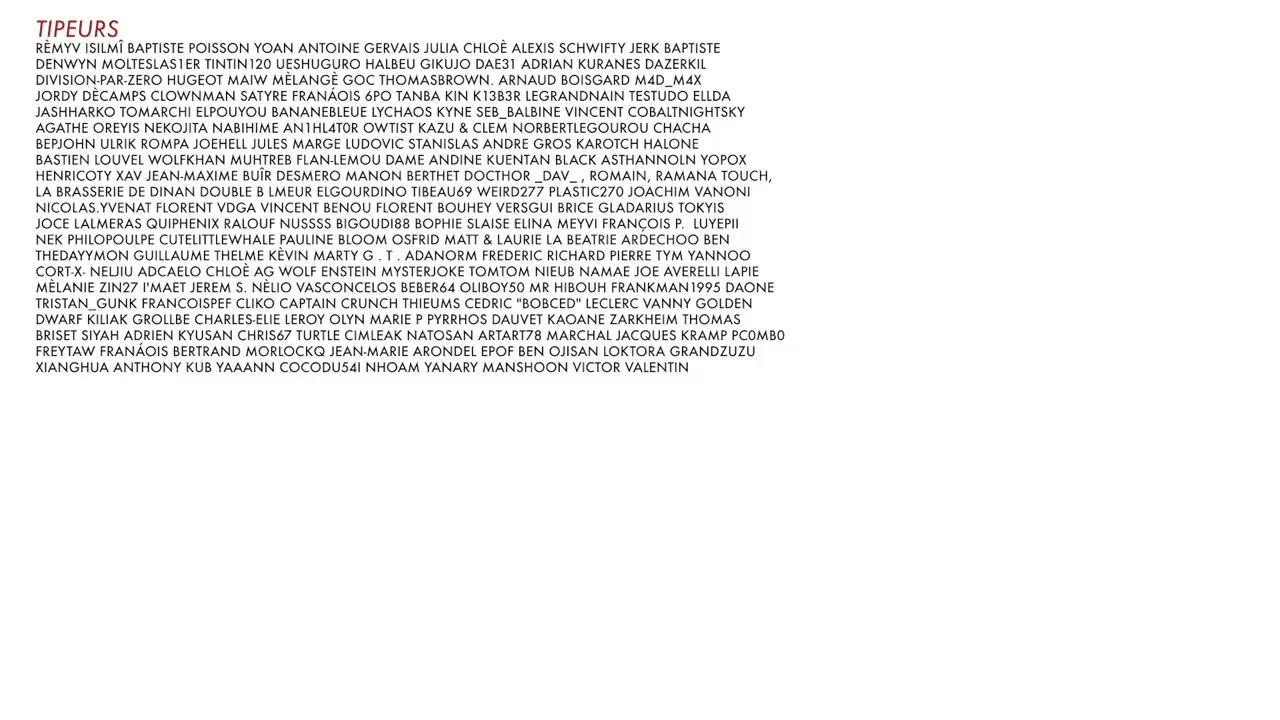 TIPEURS
RÈMYV ISILMÎ BAPTISTE POISSON YOAN ANTOINE GERVAIS JULIA CHLOÈ ALEXIS SCHWIFTY JERK BAPTISTE
DENWYN MOLTESLAS1ER TINTIN120 UESHUGURO HALBEU GIKUJO DAE31 ADRIAN KURANES DAZERKIL
DIVISION-PAR-ZERO HUGEOT MAIW MÈLANGÈ GOC THOMASBROWN. ARNAUD BOISGARD M4D_M4X
JORDY DÈCAMPS CLOWNMAN SATYRE FRANÁOIS 6PO TANBA KIN K13B3R LEGRANDNAIN TESTUDO ELLDA
JASHHARKO TOMARCHI ELPOUYOU BANANEBLEUE LYCHAOS KYNE SEB_BALBINE VINCENT COBALTNIGHTSKY
AGATHE OREYIS NEKOJITA NABIHIME AN1HL4T0R OWTIST KAZU & CLEM NORBERTLEGOUROU CHACHA
BEPJOHN ULRIK ROMPA JOEHELL JULES MARGE LUDOVIC STANISLAS ANDRE GROS KAROTCH HALONE
BASTIEN LOUVEL WOLFKHAN MUHTREB FLAN-LEMOU DAME ANDINE KUENTAN BLACK ASTHANNOLN YOPOX
HENRICOTY XAV JEAN-MAXIME BUÎR DESMERO MANON BERTHET DOCTHOR _DAV_ , ROMAIN, RAMANA TOUCH,
LA BRASSERIE DE DINAN DOUBLE B LMEUR ELGOURDINO TIBEAU69 WEIRD277 PLASTIC270 JOACHIM VANONI
NICOLAS.YVENAT FLORENT VDGA VINCENT BENOU FLORENT BOUHEY VERSGUI BRICE GLADARIUS TOKYIS
JOCE LALMERAS QUIPHENIX RALOUF NUSSSS BIGOUDI88 BOPHIE SLAISE ELINA MEYVI FRANÇOIS P.  LUYEPII
NEK PHILOPOULPE CUTELITTLEWHALE PAULINE BLOOM OSFRID MATT & LAURIE LA BEATRIE ARDECHOO BEN
THEDAYYMON GUILLAUME THELME KÈVIN MARTY G . T . ADANORM FREDERIC RICHARD PIERRE TYM YANNOO
CORT-X- NELJIU ADCAELO CHLOÈ AG WOLF ENSTEIN MYSTERJOKE TOMTOM NIEUB NAMAE JOE AVERELLI LAPIE
MÈLANIE ZIN27 I'MAET JEREM S. NÈLIO VASCONCELOS BEBER64 OLIBOY50 MR HIBOUH FRANKMAN1995 DAONE
TRISTAN_GUNK FRANCOISPEF CLIKO CAPTAIN CRUNCH THIEUMS CEDRIC "BOBCED" LECLERC VANNY GOLDEN
DWARF KILIAK GROLLBE CHARLES-ELIE LEROY OLYN MARIE P PYRRHOS DAUVET KAOANE ZARKHEIM THOMAS
BRISET SIYAH ADRIEN KYUSAN CHRIS67 TURTLE CIMLEAK NATOSAN ARTART78 MARCHAL JACQUES KRAMP PC0MB0
FREYTAW FRANÁOIS BERTRAND MORLOCKQ JEAN-MARIE ARONDEL EPOF BEN OJISAN LOKTORA GRANDZUZU
XIANGHUA ANTHONY KUB YAAANN COCODU54I NHOAM YANARY MANSHOON VICTOR VALENTIN